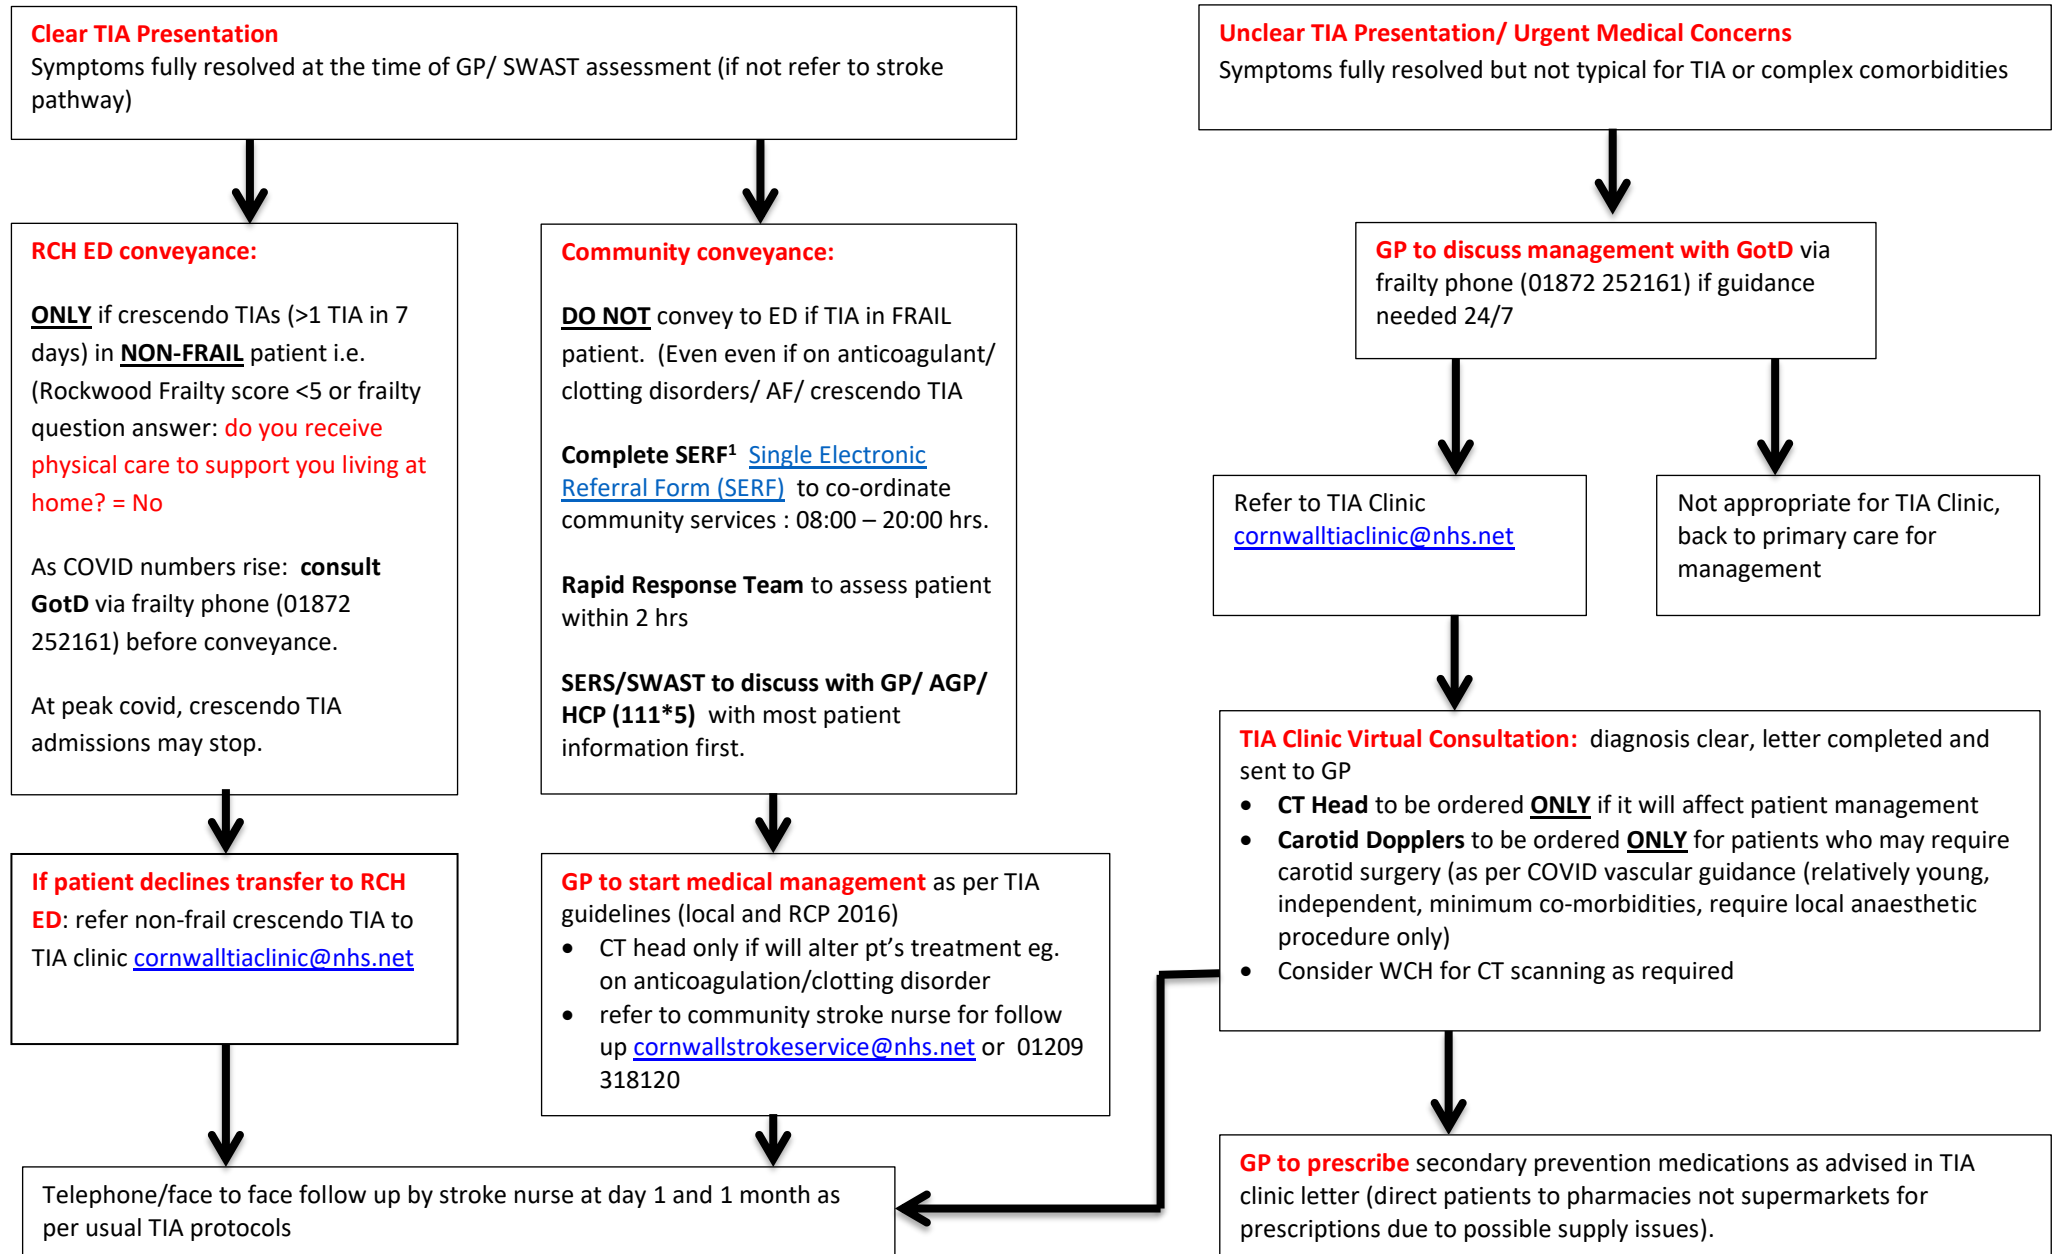 Clear TIA Presentation
Symptoms fully resolved at the time of GP/ SWAST assessment (if not refer to stroke
pathway)
Unclear TIA Presentation/ Urgent Medical Concerns
Symptoms fully resolved but not typical for TIA or complex comorbidities
RCH ED conveyance:
ONLY if crescendo TIAs (>1 TIA in 7
days) in NON-FRAIL patient i.e.
(Rockwood Frailty score <5 or frailty
question answer: do you receive
physical care to support you living at
home? = No
As COVID numbers rise: consult
GotD via frailty phone (01872
252161) before conveyance.
At peak covid, crescendo TIA
admissions may stop.
Community conveyance:
DO NOT convey to ED if TIA in FRAIL
patient. (Even even if on anticoagulant/
clotting disorders/ AF/ crescendo TIA
Complete SERF¹ Single Electronic
Referral Form (SERF) to co-ordinate
community services : 08:00 – 20:00 hrs.
Rapid Response Team to assess patient
within 2 hrs
SERS/SWAST to discuss with GP/ AGP/
HCP (111*5) with most patient
information first.
GP to discuss management with GotD via
frailty phone (01872 252161) if guidance
needed 24/7
Refer to TIA Clinic
cornwalltiaclinic@nhs.net
Not appropriate for TIA Clinic,
back to primary care for
management
If patient declines transfer to RCH
ED: refer non-frail crescendo TIA to
TIA clinic cornwalltiaclinic@nhs.net
GP to start medical management as per TIA
guidelines (local and RCP 2016)
• CT head only if will alter pt's treatment eg.
on anticoagulation/clotting disorder
• refer to community stroke nurse for follow
up cornwallstrokeservice@nhs.net or 01209
318120
TIA Clinic Virtual Consultation: diagnosis clear, letter completed and
sent to GP
• CT Head to be ordered ONLY if it will affect patient management
• Carotid Dopplers to be ordered ONLY for patients who may require
carotid surgery (as per COVID vascular guidance (relatively young,
independent, minimum co-morbidities, require local anaesthetic
procedure only)
• Consider WCH for CT scanning as required
Telephone/face to face follow up by stroke nurse at day 1 and 1 month as
per usual TIA protocols
GP to prescribe secondary prevention medications as advised in TIA
clinic letter (direct patients to pharmacies not supermarkets for
prescriptions due to possible supply issues).